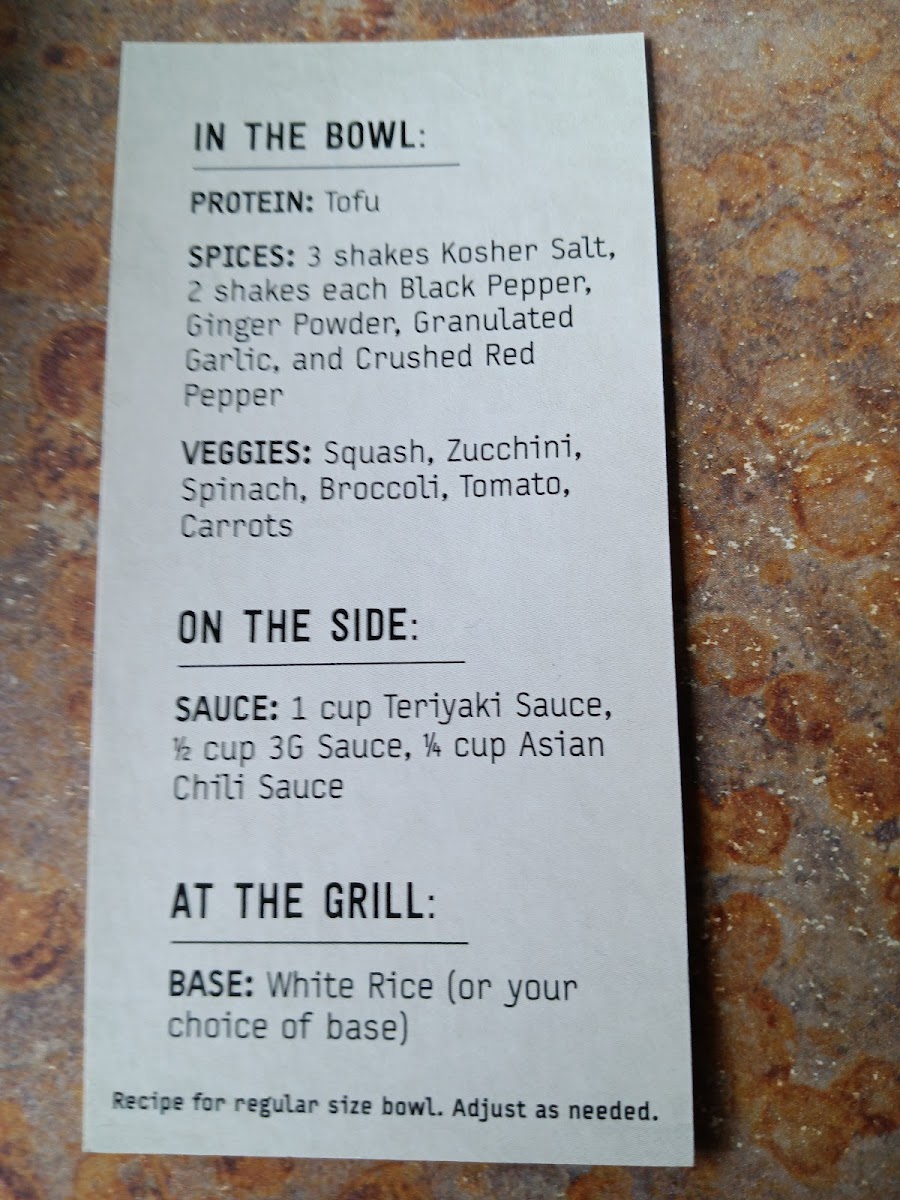 IN THE BOWL:
PROTEIN: Tofu
SPICES: 3 shakes Kosher Salt,
2 shakes each Black Pepper,
Ginger Powder, Granulated
Garlic, and Crushed Red
Pepper
VEGGIES: Squash, Zucchini,
Spinach, Broccoli, Tomato,
Carrots
ON THE SIDE:
SAUCE: 1 cup Teriyaki Sauce,
½ cup 3G Sauce, ¼ cup Asian
Chili Sauce
AT THE GRILL:
BASE: White Rice (or your
choice of base)
Recipe for regular size bowl. Adjust as needed.